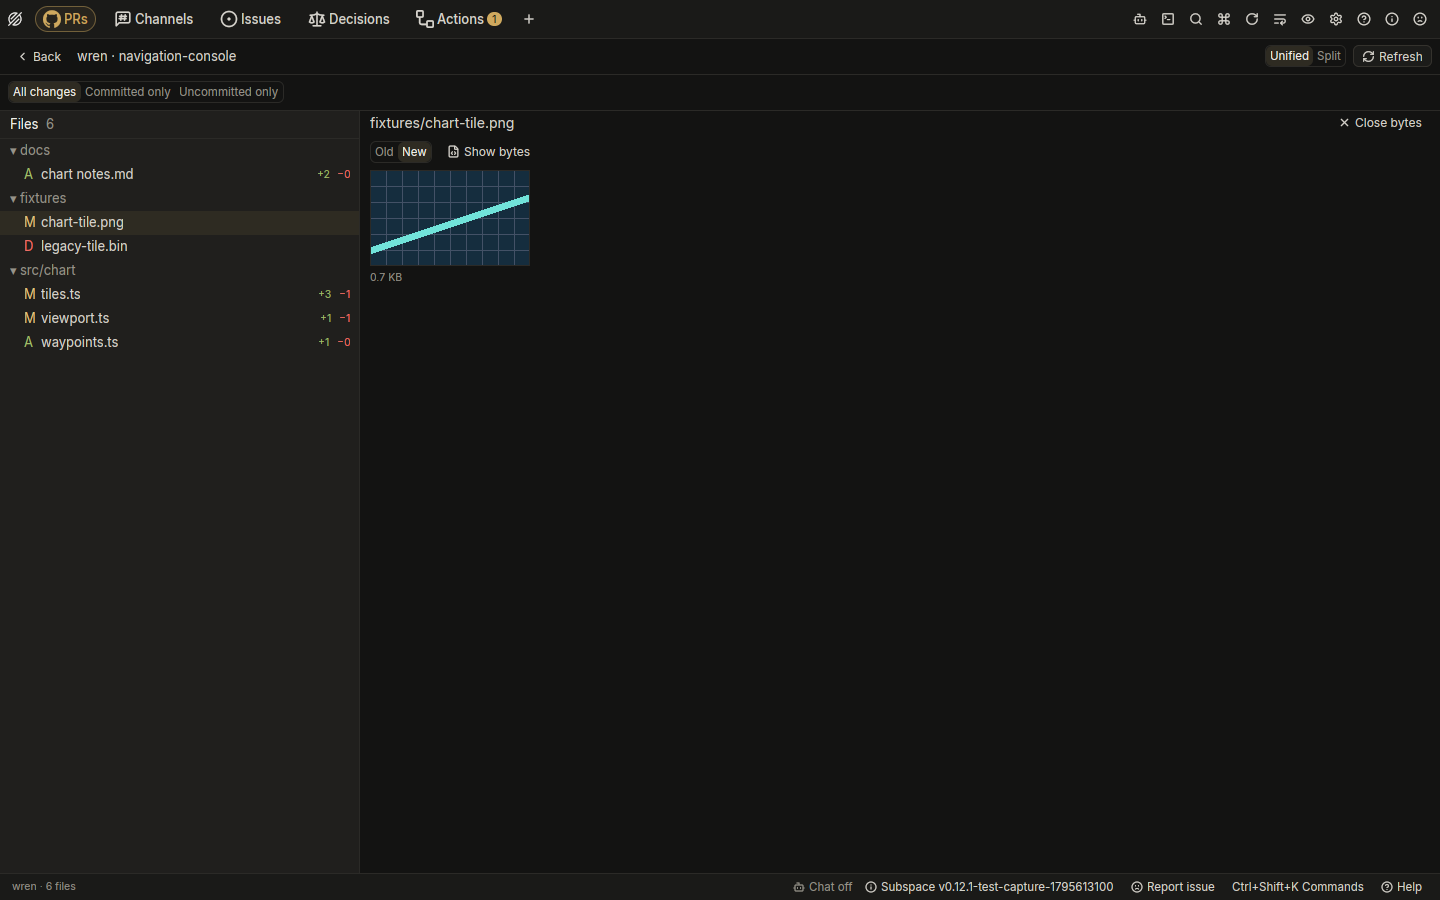 PRs Channels Issues Decisions Actions 1
Back wren · navigation-console Unified Split Refresh
All changes Committed only Uncommitted only
Files 6
docs
A chart notes.md +2 −0
fixtures
M chart-tile.png
D legacy-tile.bin
src/chart
M tiles.ts +3 −1
M viewport.ts +1 −1
A waypoints.ts +1 −0
fixtures/chart-tile.png Close bytes
Old New Show bytes
0.7 KB
wren · 6 files Chat off Subspace v0.12.1-test-capture-1795613100 Report issue Ctrl+Shift+K Commands Help